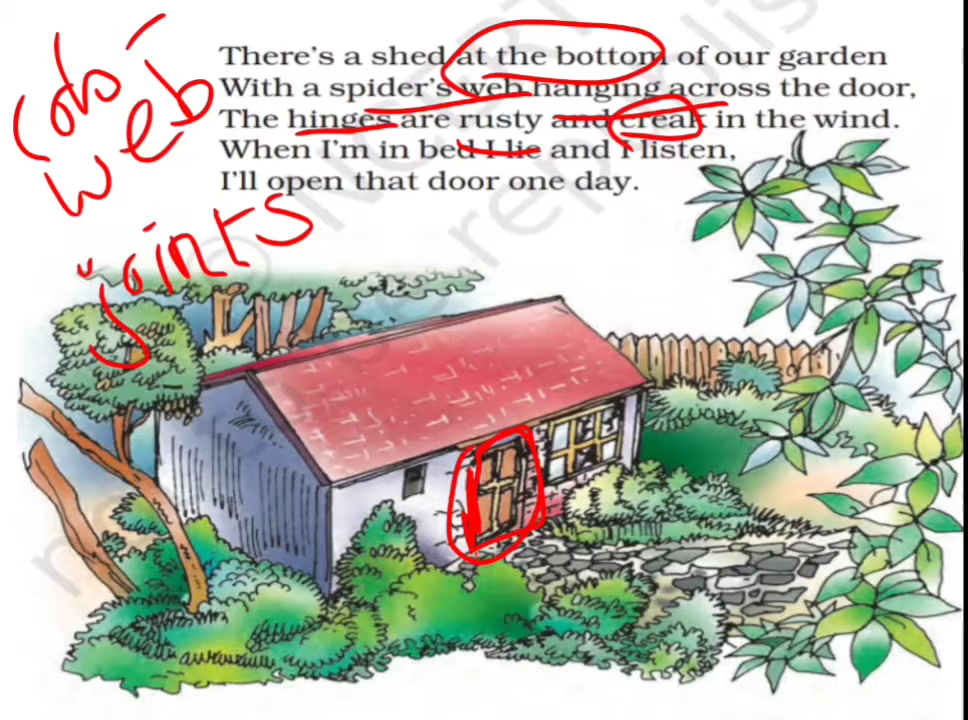 There's a shed at the bottom of our garden
With a spider's web hanging across the door,
The hinges are rusty and creak in the wind.
When I'm in bed I lie and I listen,
I'll open that door one day.
cob-
web
joints